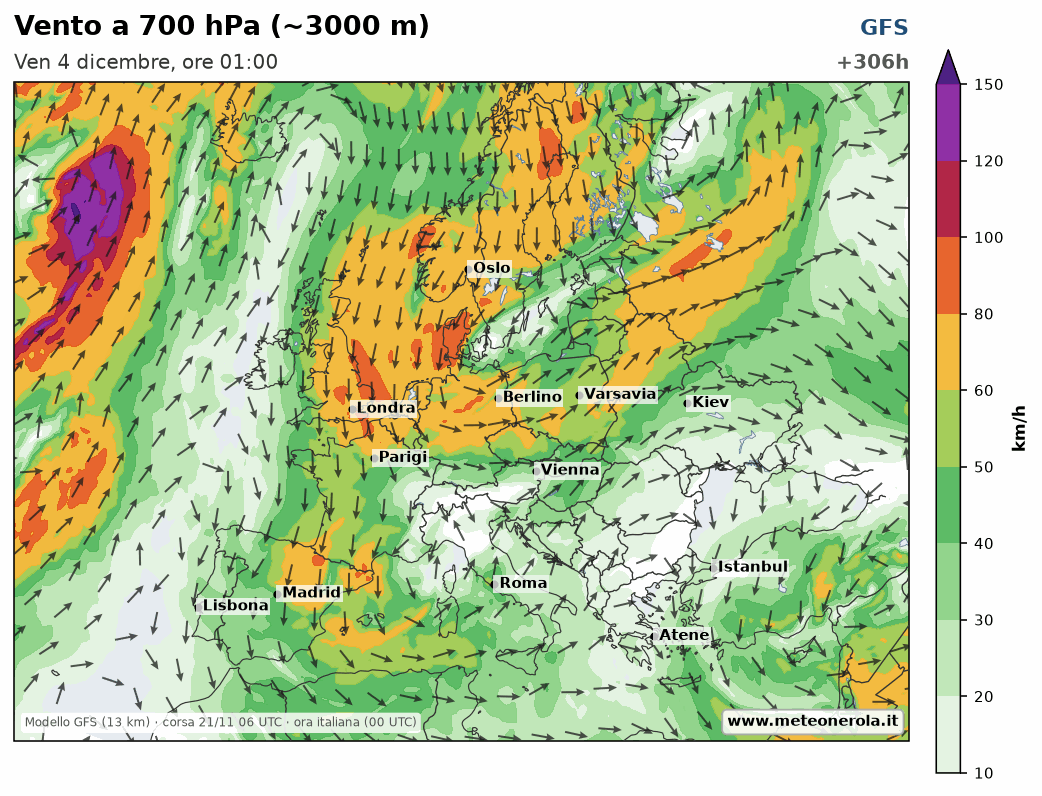 Vento a 700 hPa (~3000 m)
GFS
Ven 4 dicembre, ore 01:00
+306h
150
120
100
80
60
50
40
30
20
10
km/h
Oslo
Berlino
Varsavia
Kiev
Londra
Parigi
Vienna
Istanbul
Roma
Madrid
Lisbona
Atene
Modello GFS (13 km) · corsa 21/11 06 UTC · ora italiana (00 UTC)
www.meteonerola.it